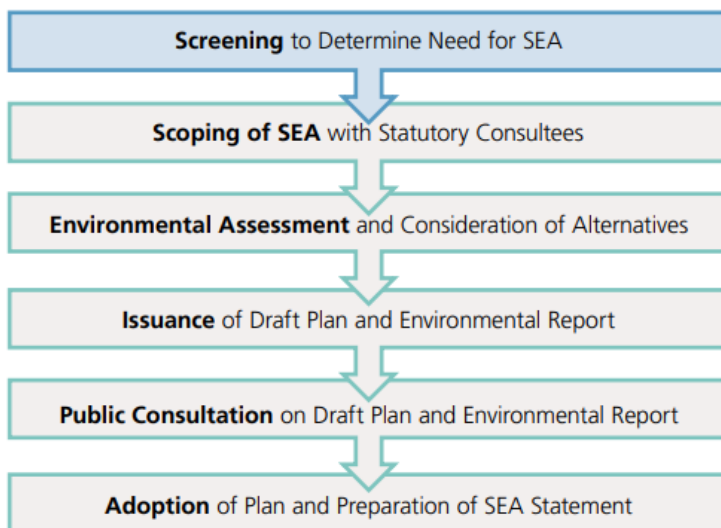 Screening to Determine Need for SEA
Scoping of SEA with Statutory Consultees
Environmental Assessment and Consideration of Alternatives
Issuance of Draft Plan and Environmental Report
Public Consultation on Draft Plan and Environmental Report
Adoption of Plan and Preparation of SEA Statement